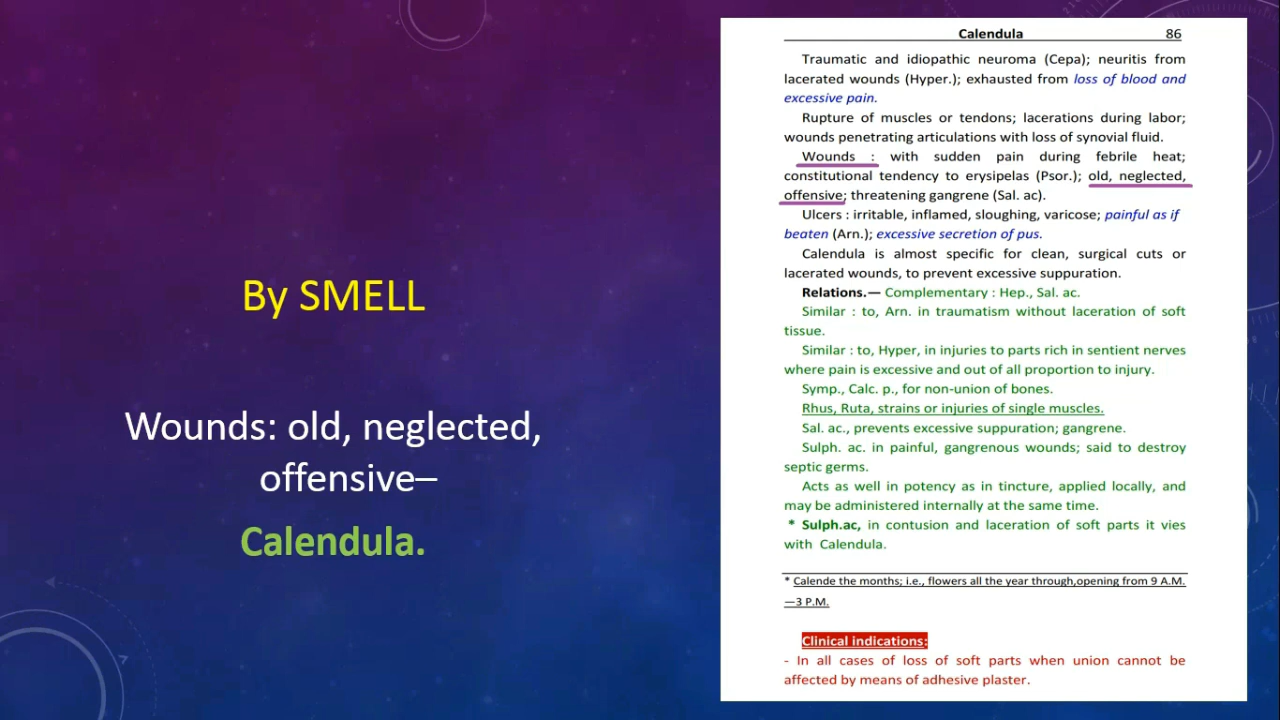 By SMELL
Wounds: old, neglected,
offensive–
Calendula.
Calendula 86
Traumatic and idiopathic neuroma (Cepa); neuritis from
lacerated wounds (Hyper.); exhausted from loss of blood and
excessive pain.
Rupture of muscles or tendons; lacerations during labor;
wounds penetrating articulations with loss of synovial fluid.
Wounds : with sudden pain during febrile heat;
constitutional tendency to erysipelas (Psor.); old, neglected,
offensive; threatening gangrene (Sal. ac).
Ulcers : irritable, inflamed, sloughing, varicose; painful as if
beaten (Arn.); excessive secretion of pus.
Calendula is almost specific for clean, surgical cuts or
lacerated wounds, to prevent excessive suppuration.
Relations.— Complementary : Hep., Sal. ac.
Similar : to, Arn. in traumatism without laceration of soft
tissue.
Similar : to, Hyper, in injuries to parts rich in sentient nerves
where pain is excessive and out of all proportion to injury.
Symp., Calc. p., for non-union of bones.
Rhus, Ruta, strains or injuries of single muscles.
Sal. ac., prevents excessive suppuration; gangrene.
Sulph. ac. in painful, gangrenous wounds; said to destroy
septic germs.
Acts as well in potency as in tincture, applied locally, and
may be administered internally at the same time.
* Sulph.ac, in contusion and laceration of soft parts it vies
with Calendula.
* Calende the months; i.e., flowers all the year through,opening from 9 A.M.
—3 P.M.
Clinical indications:
- In all cases of loss of soft parts when union cannot be
affected by means of adhesive plaster.